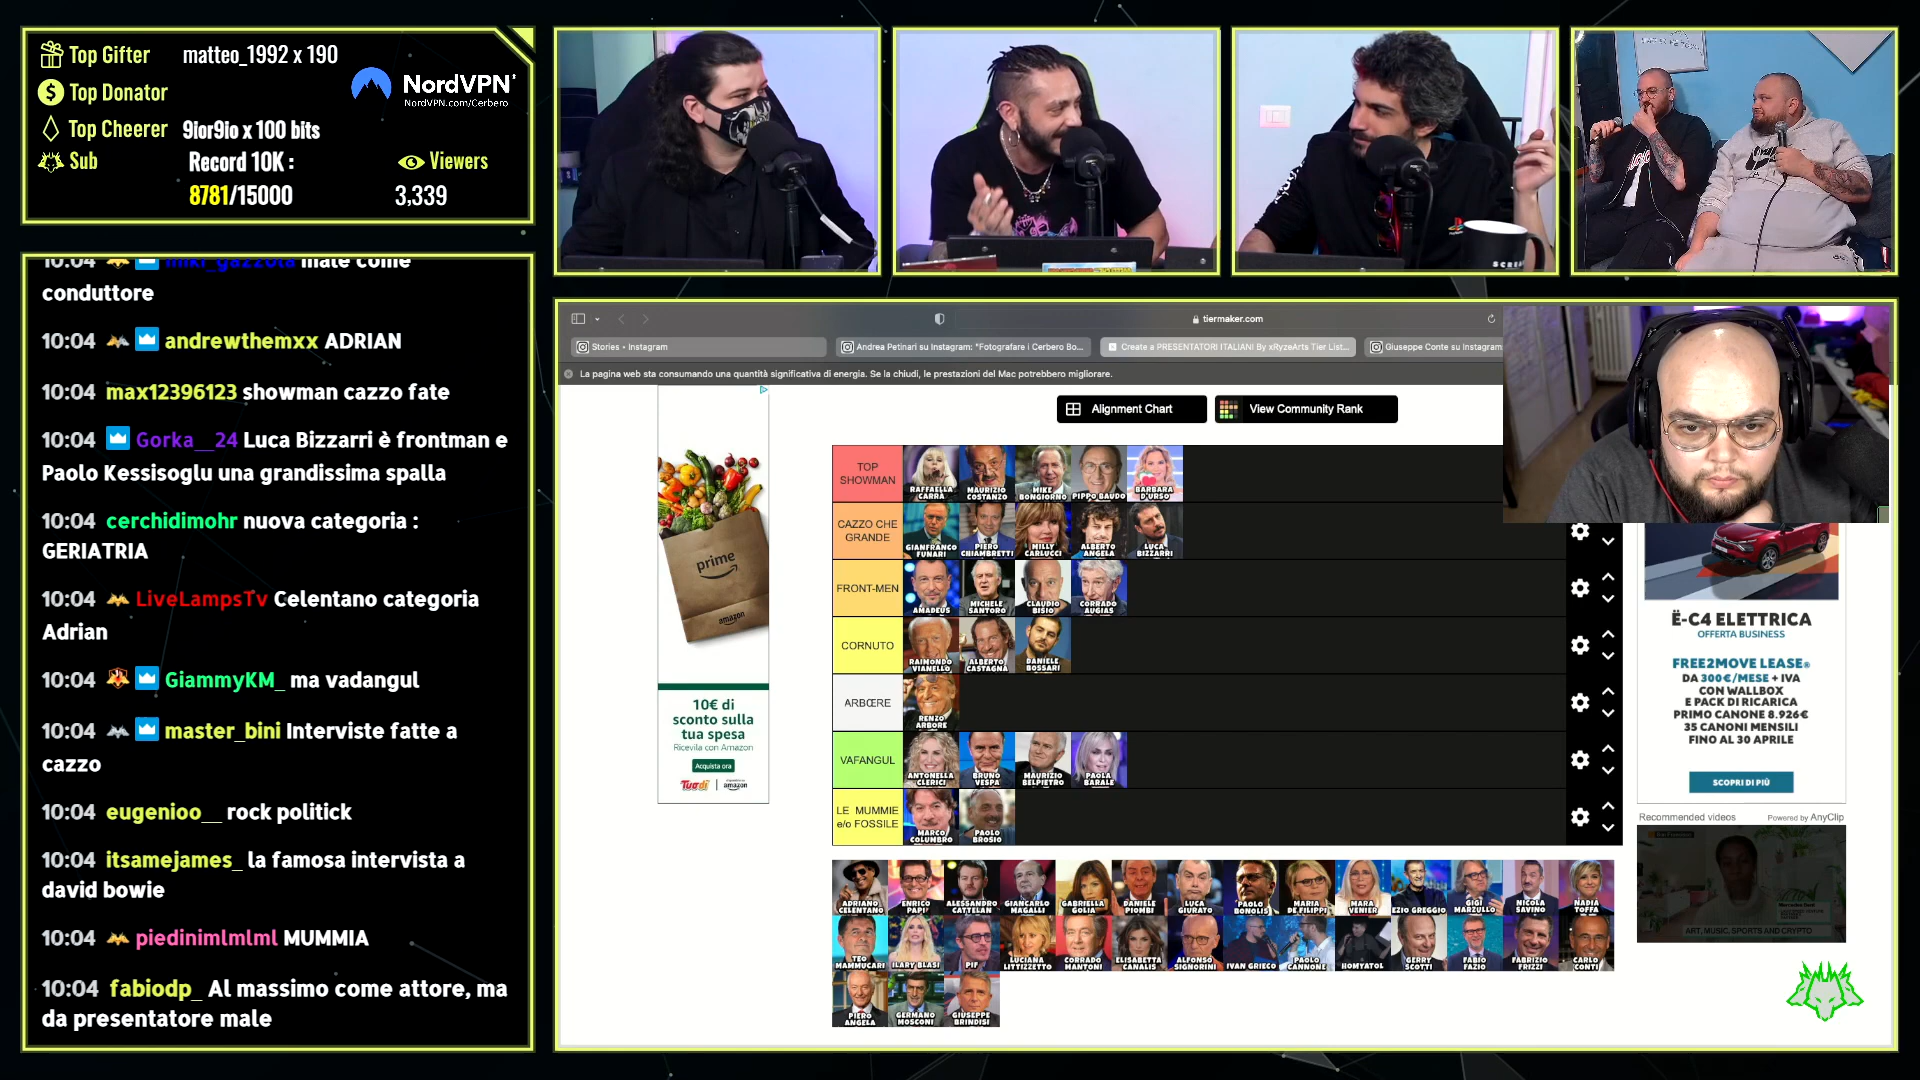 Top Gifter matteo_1992 x 190
Top Donator
Top Cheerer 9ior9io x 100 bits
Sub Record 10K :
8781/15000
Viewers
3,339
NordVPN
NordVPN.com/Cerbero
10:04 miki_gazzola male come
conduttore
10:04 andrewthemxx ADRIAN
10:04 max12396123 showman cazzo fate
10:04 Gorka__24 Luca Bizzarri è frontman e
Paolo Kessisoglu una grandissima spalla
10:04 cerchidimohr nuova categoria :
GERIATRIA
10:04 LiveLampsTv Celentano categoria
Adrian
10:04 GiammyKM_ ma vadangul
10:04 master_bini Interviste fatte a
cazzo
10:04 eugenioo__ rock politick
10:04 itsamejames_ la famosa intervista a
david bowie
10:04 piedinimlmlml MUMMIA
10:04 fabiodp_ Al massimo come attore, ma
da presentatore male
tiermaker.com
Stories • Instagram
Andrea Petinari su Instagram: "Fotografare i Cerbero Bo...
Create a PRESENTATORI ITALIANI By xRyzeArts Tier List...
Giuseppe Conte su Instagram
La pagina web sta consumando una quantità significativa di energia. Se la chiudi, le prestazioni del Mac potrebbero migliorare.
Alignment Chart
View Community Rank
TOP
SHOWMAN
RAFFAELLA CARRÀ
MAURIZIO COSTANZO
MIKE BONGIORNO
PIPPO BAUDO
BARBARA D'URSO
CAZZO CHE
GRANDE
GIANFRANCO FUNARI
PIERO CHIAMBRETTI
MILLY CARLUCCI
ALBERTO ANGELA
LUCA BIZZARRI
FRONT-MEN
AMADEUS
MICHELE SANTORO
CLAUDIO BISIO
CORRADO AUGIAS
CORNUTO
RAIMONDO VIANELLO
ALBERTO CASTAGNA
DANIELE BOSSARI
ARBŒRE
RENZO ARBORE
VAFANGUL
ANTONELLA CLERICI
BRUNO VESPA
MAURIZIO BELPIETRO
PAOLA BARALE
LE MUMMIE
e/o FOSSILE
MARCO COLUMBRO
PAOLO BROSIO
ADRIANO CELENTANO
ENRICO PAPI
ALESSANDRO CATTELAN
GIANCARLO MAGALLI
GABRIELLA GOLIA
DANIELE PIOMBI
LUCA GIURATO
PAOLO BONOLIS
MARIA DE FILIPPI
MARA VENIER
EZIO GREGGIO
GIGI MARZULLO
NICOLA SAVINO
NADIA TOFFA
TEO MAMMUCARI
ILARY BLASI
PIF
LUCIANA LITTIZZETTO
CORRADO MANTONI
ELISABETTA CANALIS
ALFONSO SIGNORINI
IVAN GRIECO
PAOLO CANNONE
HOMYATOL
GERRY SCOTTI
FABIO FAZIO
FABRIZIO FRIZZI
CARLO CONTI
PIERO ANGELA
GERMANO MOSCONI
GIUSEPPE BRINDISI
prime
amazon
10€ di
sconto sulla
tua spesa
Ricevila con Amazon
Acquista ora
Tuodì
amazon
Ë-C4 ELETTRICA
OFFERTA BUSINESS
FREE2MOVE LEASE®
DA 300€/MESE + IVA
CON WALLBOX
E PACK DI RICARICA
PRIMO CANONE 8.926€
35 CANONI MENSILI
FINO AL 30 APRILE
SCOPRI DI PIÙ
Recommended videos
Powered by AnyClip
ART, MUSIC, SPORTS AND CRYPTO